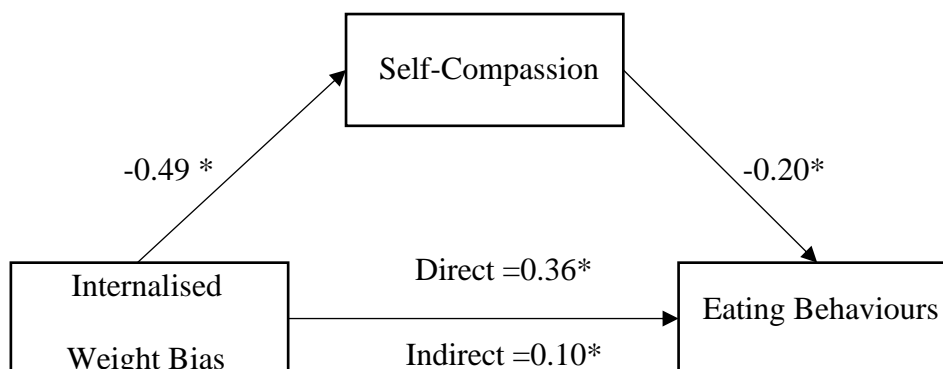 Self-Compassion
-0.49 *
-0.20*
Direct =0.36*
Internalised
Weight Bias
Eating Behaviours
Indirect =0.10*